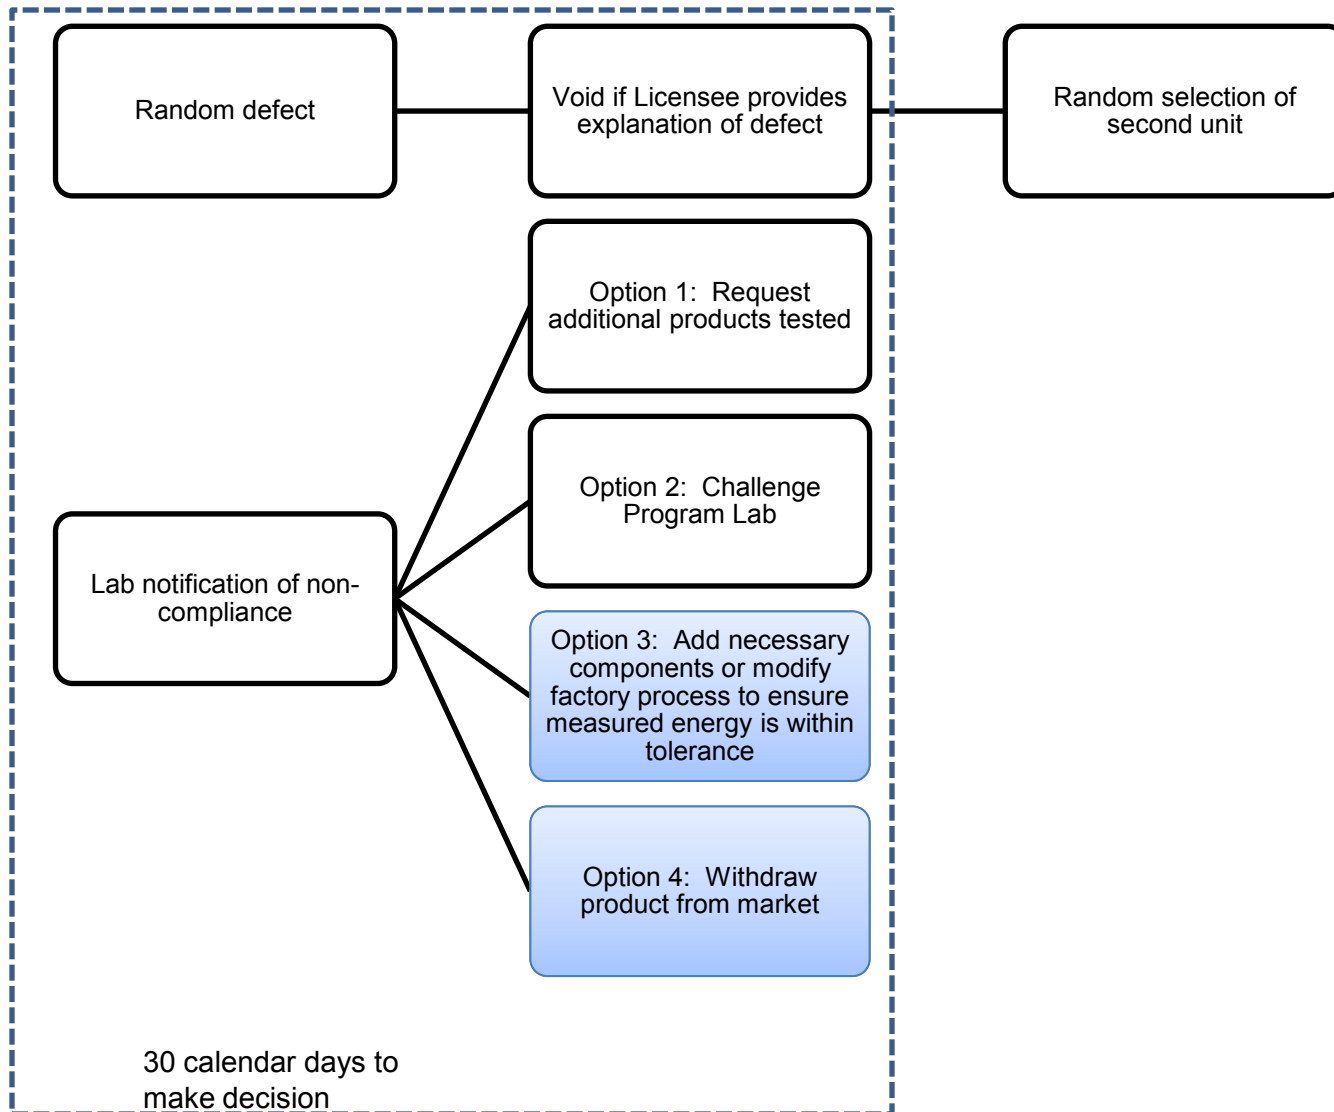 Random defect
Void if Licensee provides
explanation of defect
Random selection of
second unit
Option 1:  Request
additional products tested
Option 2:  Challenge
Program Lab
Lab notification of non-
compliance
Option 3:  Add necessary
components or modify
factory process to ensure
measured energy is within
tolerance
Option 4:  Withdraw
product from market
30 calendar days to
make decision